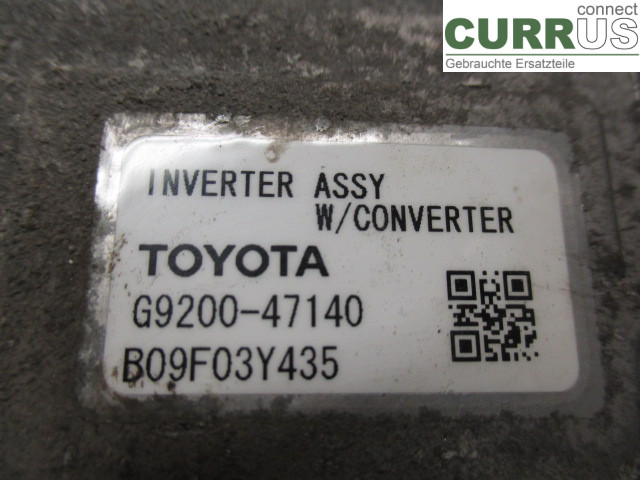 connect
CURRUS
Gebrauchte Ersatzteile
INVERTER ASSY
W/CONVERTER
TOYOTA
G9200-47140
B09F03Y435